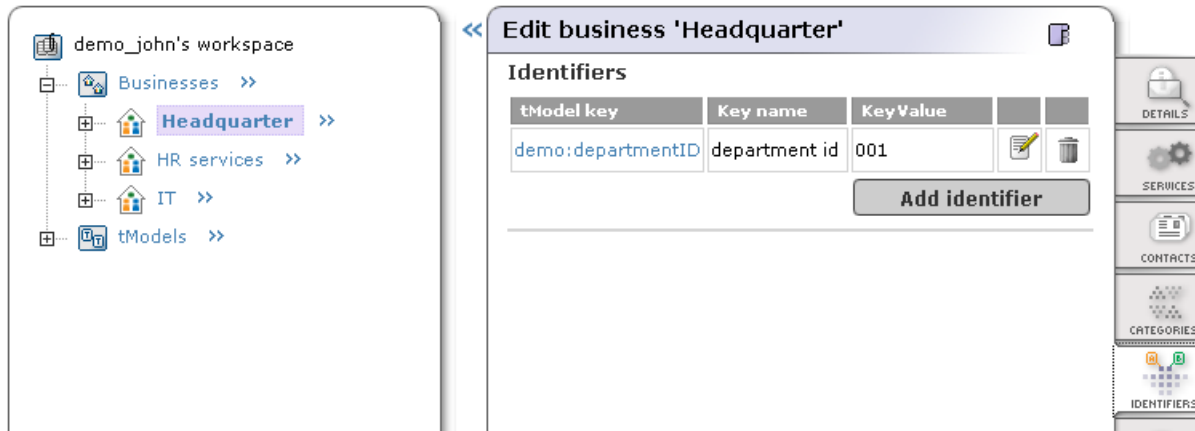 demo_john's workspace
Businesses >>
Headquarter >>
HR services >>
IT >>
tModels >>
<<
Edit business 'Headquarter'
Identifiers
tModel key Key name KeyValue
demo:departmentID department id 001
Add identifier
DETAILS
SERVICES
CONTACTS
CATEGORIES
IDENTIFIERS